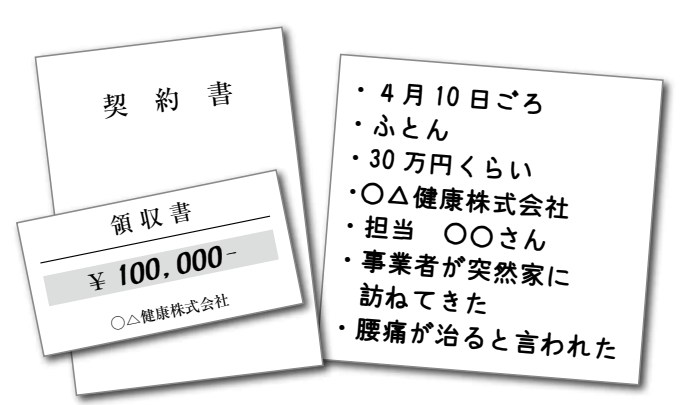 契約書
領収書
¥ 100,000-
○△健康株式会社
・4月10日ごろ
・ふとん
・30万円くらい
・○△健康株式会社
・担当　○○さん
・事業者が突然家に
訪ねてきた
・腰痛が治ると言われた